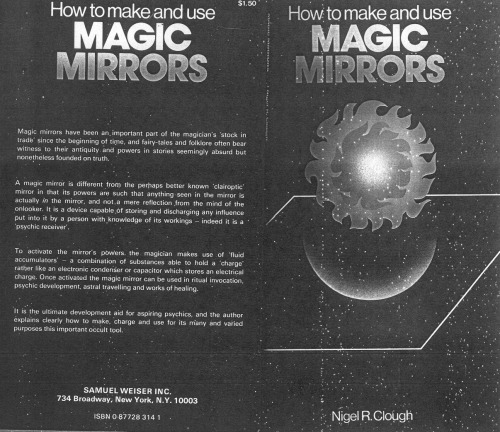 How to make and use
$1.50
MAGIC
MIRRORS
Magic mirrors have been an important part of the magician's 'stock in
trade' since the beginning of time, and fairy-tales and folklore often bear
witness to their antiquity and powers in stories seemingly absurd but
nonetheless founded on truth.
A magic mirror is different from the perhaps better known 'clairoptic'
mirror in that its powers are such that anything seen in the mirror is
actually in the mirror, and not a mere reflection from the mind of the
onlooker. It is a device capable of storing and discharging any influence
put into it by a person with knowledge of its workings – indeed it is a
'psychic receiver'.
To activate the mirror's powers the magician makes use of 'fluid
accumulators' – a combination of substances able to hold a 'charge'
rather like an electronic condenser or capacitor which stores an electrical
charge. Once activated the magic mirror can be used in ritual invocation,
psychic development, astral travelling and works of healing.
It is the ultimate development aid for aspiring psychics, and the author
explains clearly how to make, charge and use for its many and varied
purposes this important occult tool.
SAMUEL WEISER INC.
734 Broadway, New York, N.Y. 10003
ISBN 0-87728 314 1
How to make and use
MAGIC
MIRRORS
Nigel R. Clough